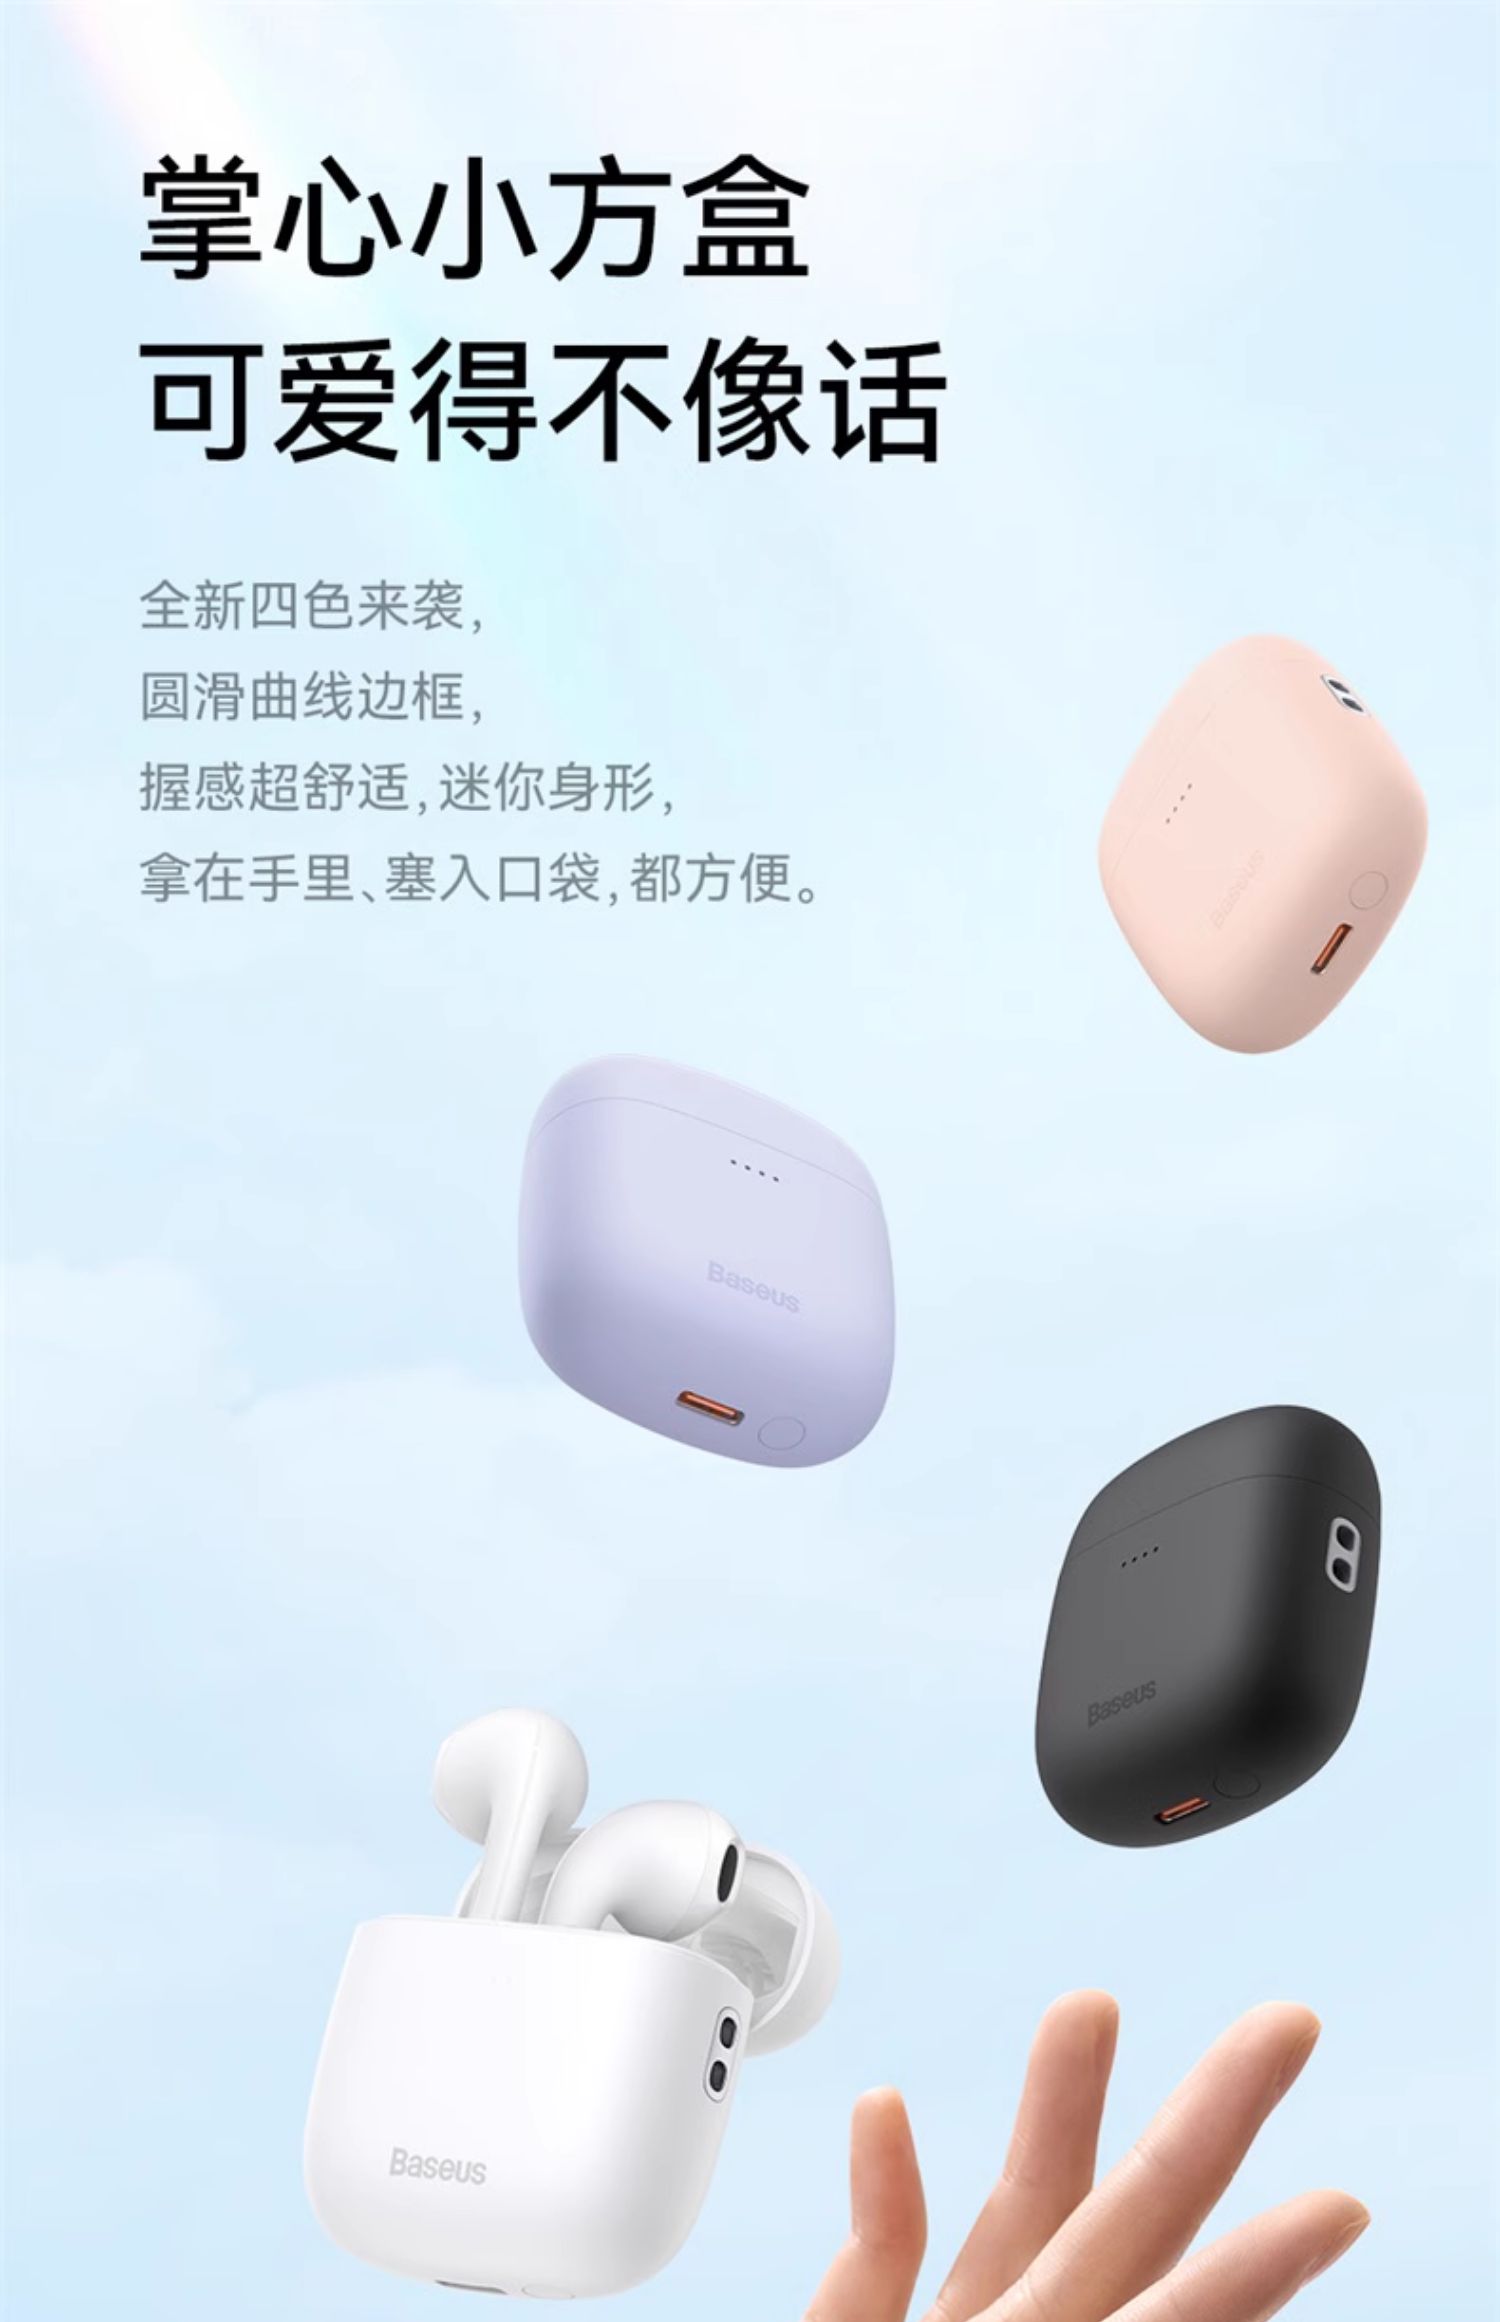 掌心小方盒
可爱得不像话
全新四色来袭，
圆滑曲线边框，
握感超舒适，迷你身形，
拿在手里、塞入口袋，都方便。
Baseus
Baseus
Baseus
Baseus